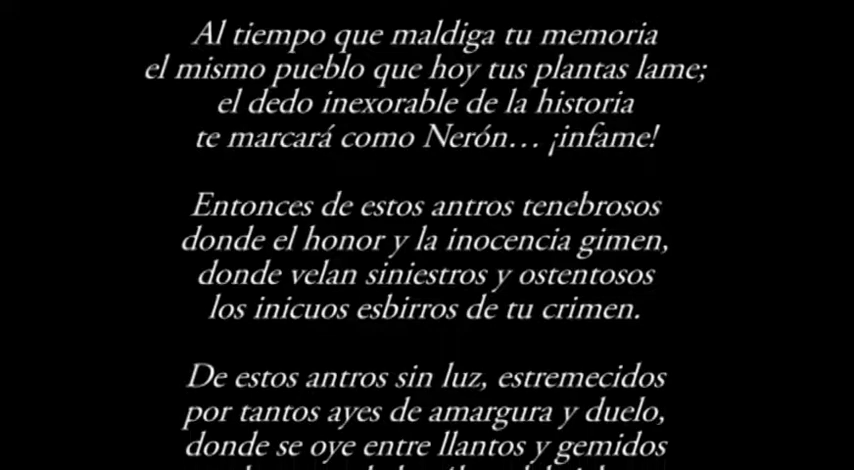 Al tiempo que maldiga tu memoria
el mismo pueblo que hoy tus plantas lame;
el dedo inexorable de la historia
te marcará como Nerón… ¡infame!
Entonces de estos antros tenebrosos
donde el honor y la inocencia gimen,
donde velan siniestros y ostentosos
los inicuos esbirros de tu crimen.
De estos antros sin luz, estremecidos
por tantos ayes de amargura y duelo,
donde se oye entre llantos y gemidos